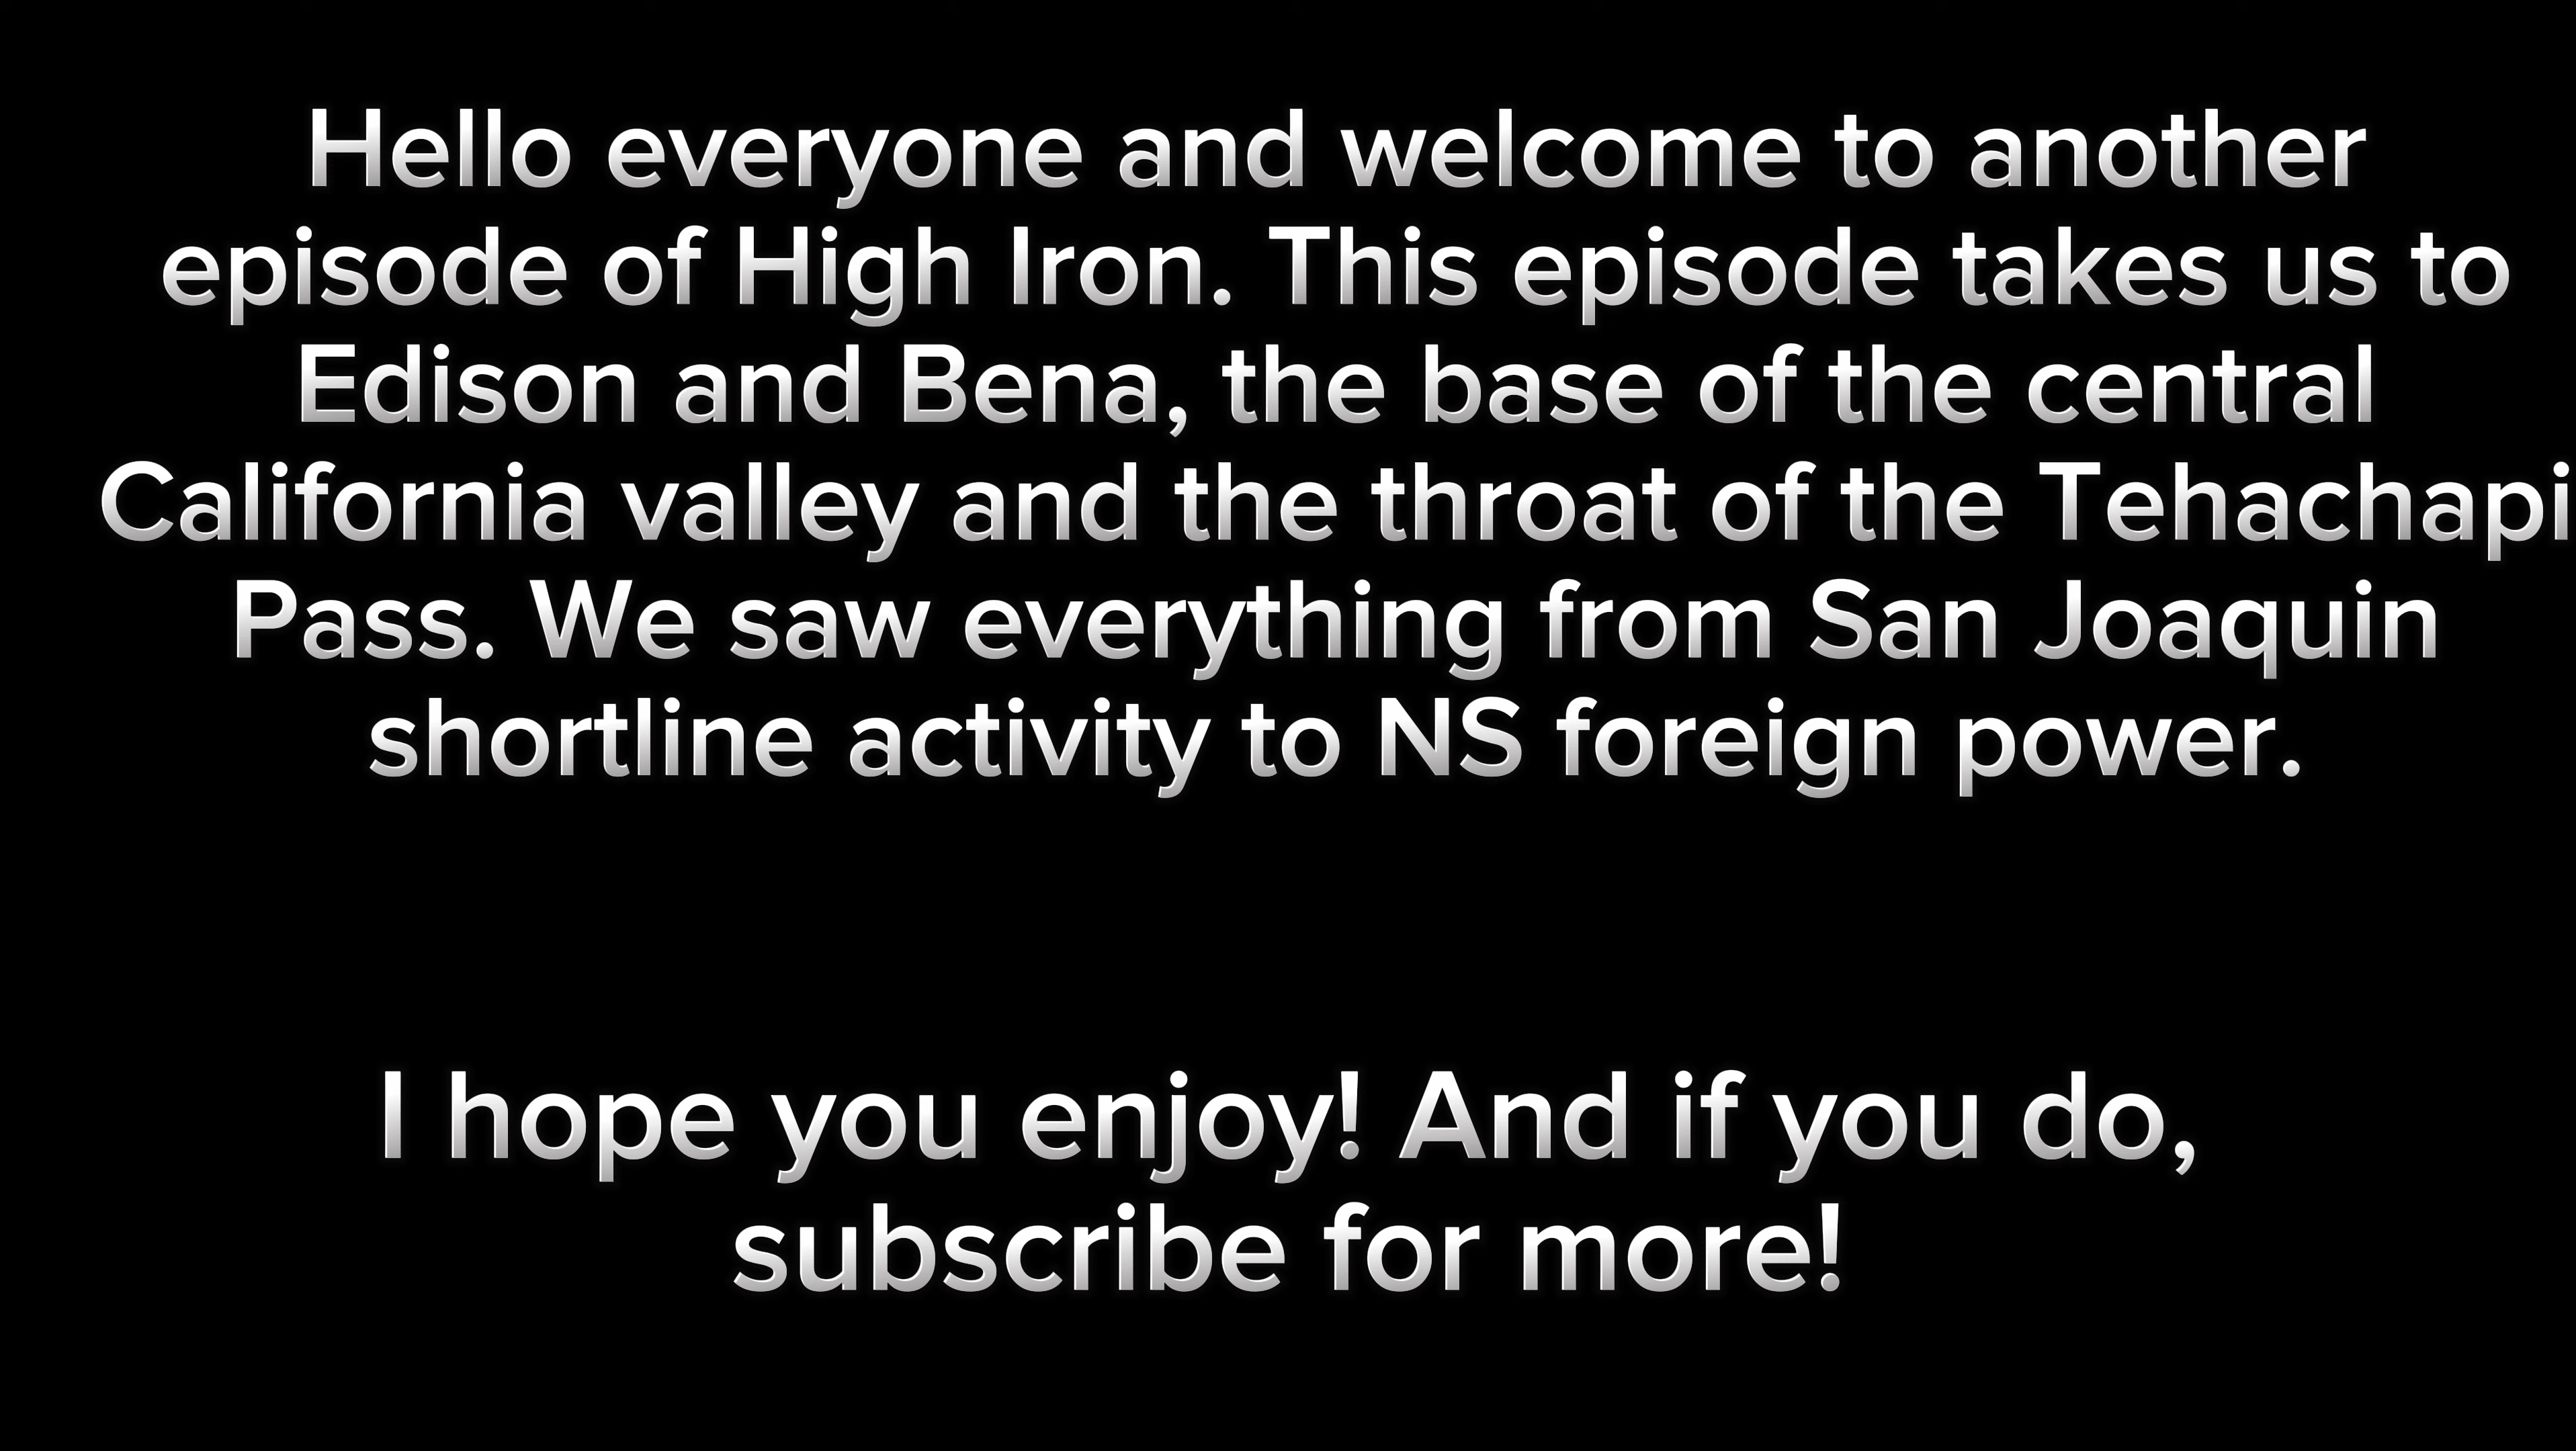 Hello everyone and welcome to another
episode of High Iron. This episode takes us to
Edison and Bena, the base of the central
California valley and the throat of the Tehachapi
Pass. We saw everything from San Joaquin
shortline activity to NS foreign power.
I hope you enjoy! And if you do,
subscribe for more!